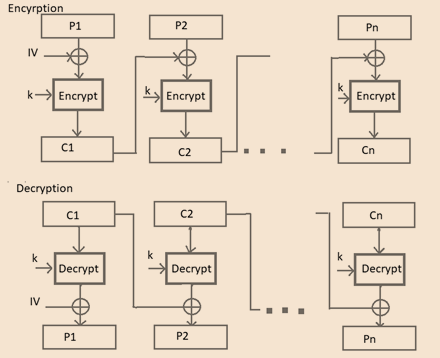 Encyrption
P1
P2
Pn
IV
k
Encrypt
k
Encrypt
k
Encrypt
C1
C2
Cn
Decryption
C1
C2
Cn
k
Decrypt
k
Decrypt
k
Decrypt
IV
P1
P2
Pn